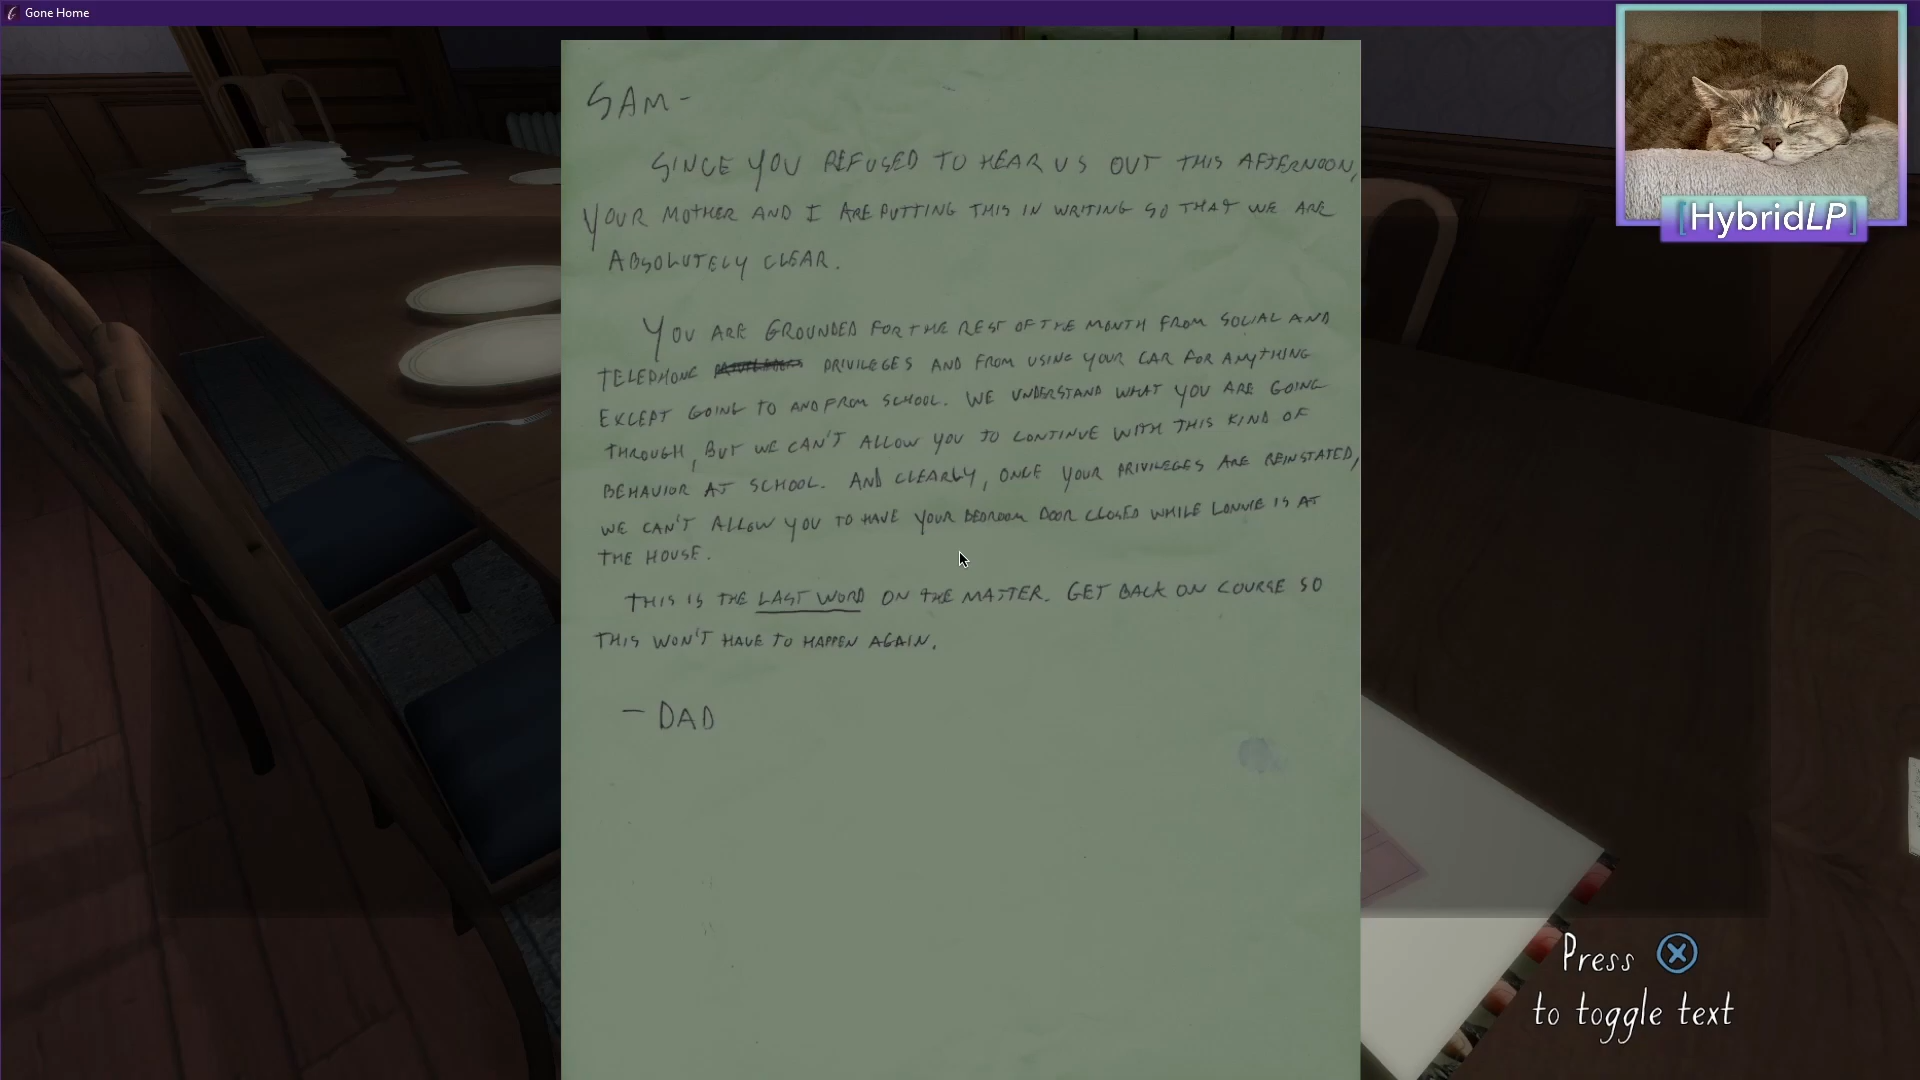 Gone Home
SAM-
SINCE YOU REFUSED TO HEAR US OUT THIS AFTERNOON,
YOUR MOTHER AND I ARE PUTTING THIS IN WRITING SO THAT WE ARE
ABSOLUTELY CLEAR.
YOU ARE GROUNDED FOR THE REST OF THE MONTH FROM SOCIAL AND
TELEPHONE PRIVILEGES AND FROM USING YOUR CAR FOR ANYTHING
EXCEPT GOING TO AND FROM SCHOOL. WE UNDERSTAND WHAT YOU ARE GOING
THROUGH, BUT WE CAN'T ALLOW YOU TO CONTINUE WITH THIS KIND OF
BEHAVIOR AT SCHOOL. AND CLEARLY, ONCE YOUR PRIVILEGES ARE REINSTATED,
WE CAN'T ALLOW YOU TO HAVE YOUR BEDROOM DOOR CLOSED WHILE LONNIE IS AT
THE HOUSE.
THIS IS THE LAST WORD ON THE MATTER. GET BACK ON COURSE SO
THIS WON'T HAVE TO HAPPEN AGAIN.
- DAD
[HybridLP]
Press
to toggle text